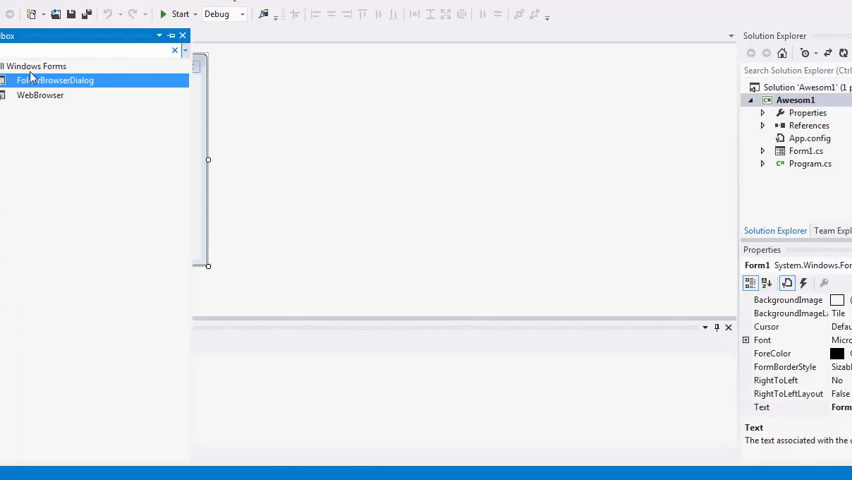 Start
Debug
box
Solution Explorer
ll Windows Forms
Search Solution Explorer (Ctrl
FolderBrowserDialog
Solution 'Awesom1' (1 p
WebBrowser
Awesom1
Properties
References
App.config
Form1.cs
Program.cs
Solution Explorer
Team Expl
Properties
Form1 System.Windows.For
BackgroundImage
BackgroundImageLa Tile
Cursor Defau
Font Micro
ForeColor
FormBorderStyle Sizab
RightToLeft No
RightToLeftLayout False
Text Form
Text
The text associated with the c